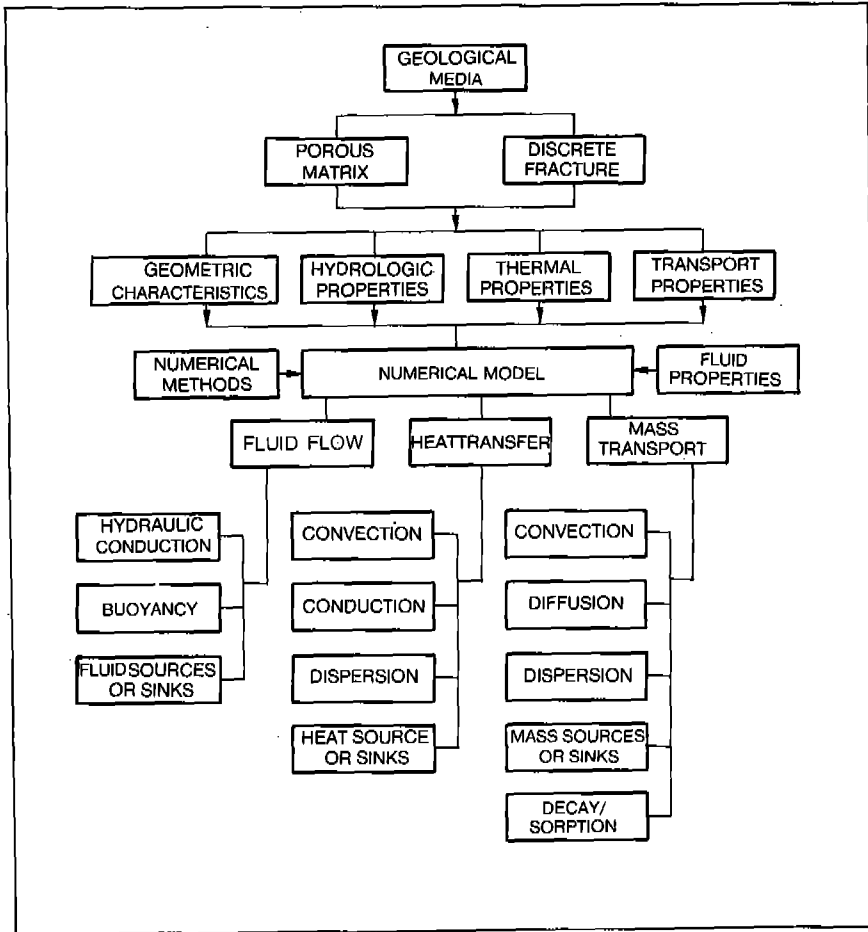 GEOLOGICAL
MEDIA
POROUS
MATRIX
DISCRETE
FRACTURE
GEOMETRIC
CHARACTERISTICS
HYDROLOGIC
PROPERTIES
THERMAL
PROPERTIES
TRANSPORT
PROPERTIES
NUMERICAL
METHODS
NUMERICAL MODEL
FLUID
PROPERTIES
FLUID FLOW
HEATTRANSFER
MASS
TRANSPORT
HYDRAULIC
CONDUCTION
BUOYANCY
FLUIDSOURCES
OR SINKS
CONVECTION
CONDUCTION
DISPERSION
HEAT SOURCE
OR SINKS
CONVECTION
DIFFUSION
DISPERSION
MASS SOURCES
OR SINKS
DECAY/
SORPTION